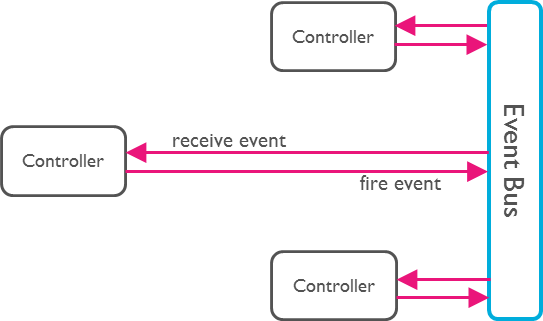 Controller
receive event
Controller
fire event
Controller
Event Bus